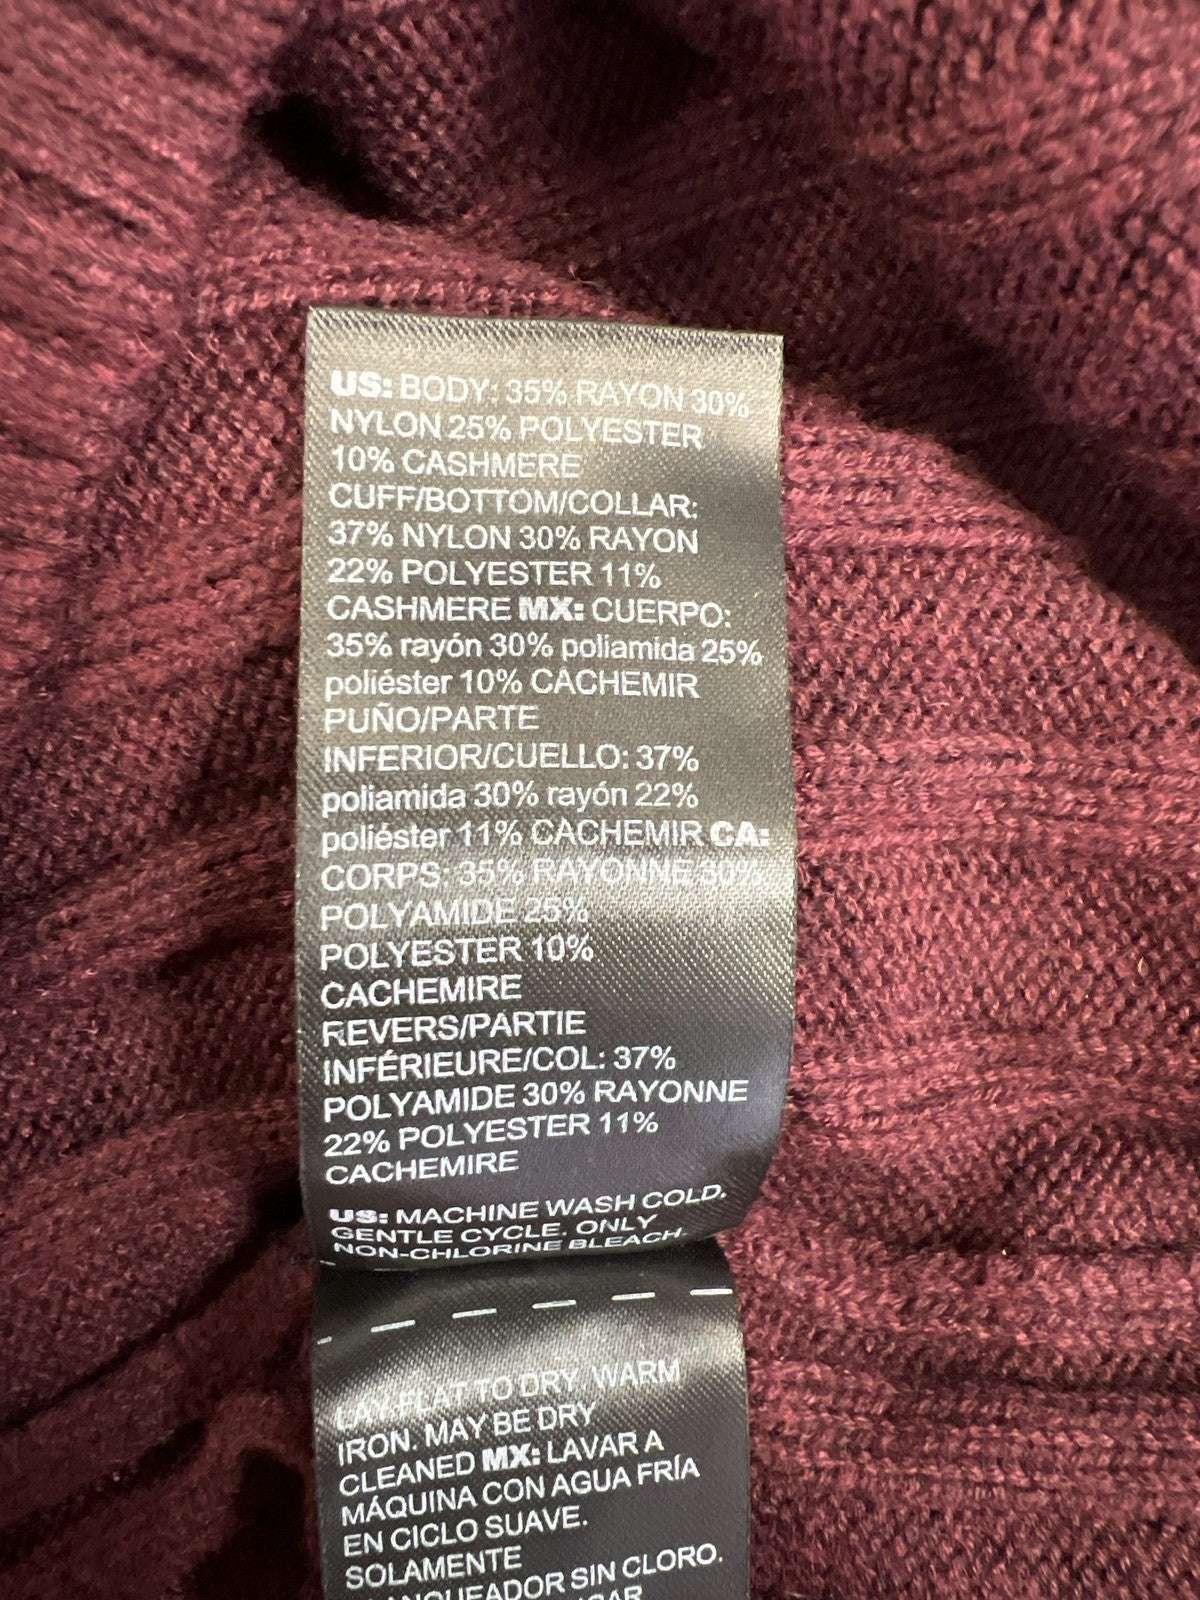 US: BODY: 35% RAYON 30%
NYLON 25% POLYESTER
10% CASHMERE
CUFF/BOTTOM/COLLAR:
37% NYLON 30% RAYON
22% POLYESTER 11%
CASHMERE MX: CUERPO:
35% rayón 30% poliamida 25%
poliéster 10% CACHEMIR
PUÑO/PARTE
INFERIOR/CUELLO: 37%
poliamida 30% rayón 22%
poliéster 11% CACHEMIR CA:
CORPS: 35% RAYONNE 30%
POLYAMIDE 25%
POLYESTER 10%
CACHEMIRE
REVERS/PARTIE
INFÉRIEURE/COL: 37%
POLYAMIDE 30% RAYONNE
22% POLYESTER 11%
CACHEMIRE
US: MACHINE WASH COLD.
GENTLE CYCLE. ONLY
NON-CHLORINE BLEACH.
LAY FLAT TO DRY. WARM
IRON. MAY BE DRY
CLEANED MX: LAVAR A
MÁQUINA CON AGUA FRÍA
EN CICLO SUAVE.
SOLAMENTE
SIN CLORO.